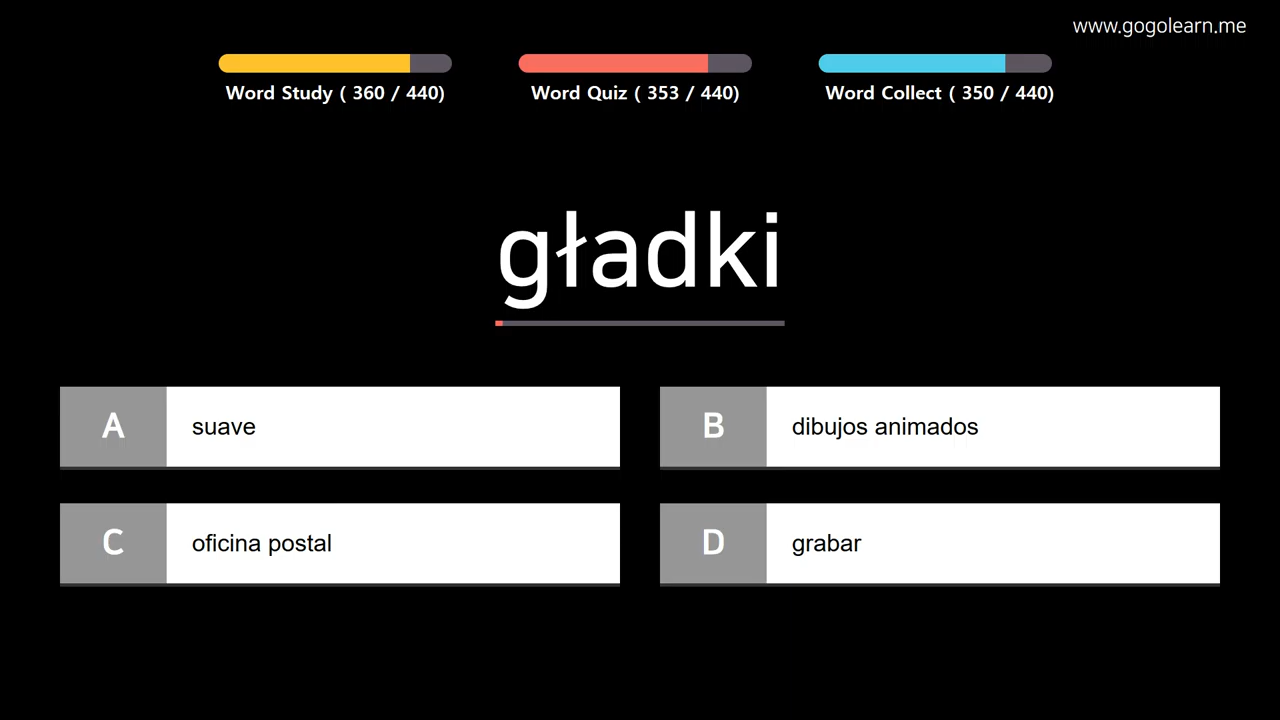 www.gogolearn.me
Word Study ( 360 / 440)
Word Quiz ( 353 / 440)
Word Collect ( 350 / 440)
gładki
A
suave
B
dibujos animados
C
oficina postal
D
grabar